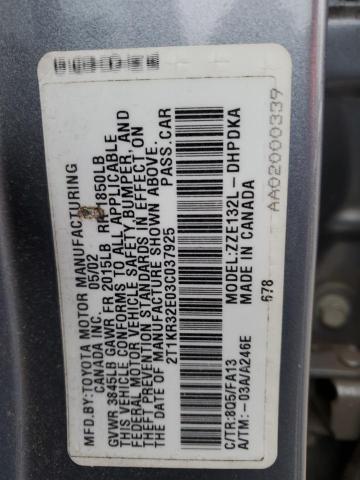 MFD.BY:TOYOTA MOTOR MANUFACTURING
CANADA INC. 05/02
GVWR 3845LB GAWR FR 2015LB RR 1850LB
THIS VEHICLE CONFORMS TO ALL APPLICABLE
FEDERAL MOTOR VEHICLE SAFETY, BUMPER, AND
THEFT PREVENTION STANDARDS IN EFFECT ON
THE DATE OF MANUFACTURE SHOWN ABOVE.
2T1KR32E03C037925 PASS.CAR
C/TR:8Q5/FA13 MODEL:ZZE132L-DHPDKA
A/TM:-03A/A246E MADE IN CANADA
678
AA02000339